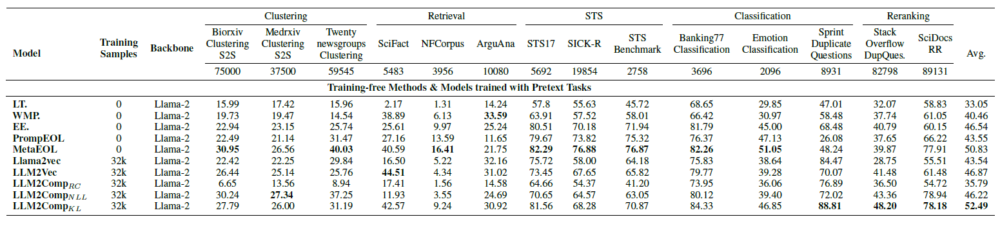 Clustering Retrieval STS Classification Reranking
Model Training Samples Backbone Biorxiv Clustering S2S Medrxiv Clustering S2S Twenty newsgroups Clustering SciFact NFCorpus ArguAna STS17 SICK-R STS Benchmark Banking77 Classification Emotion Classification Sprint Duplicate Questions Stack Overflow DupQues. SciDocs RR Avg.
75000 37500 59545 5483 3956 10080 5692 19854 2758 3696 2096 8931 82798 89131
Training-free Methods & Models trained with Pretext Tasks
LT. 0 Llama-2 15.99 17.42 15.96 2.17 1.31 14.24 57.8 55.63 45.72 68.65 29.85 47.01 32.07 58.83 33.05
WMP. 0 Llama-2 19.73 19.47 14.54 38.89 6.13 33.59 63.91 57.52 58.01 66.42 30.97 58.48 37.74 61.05 40.46
EE. 0 Llama-2 22.94 23.15 25.74 25.61 9.97 25.24 80.51 70.18 71.94 81.79 45.00 68.48 40.79 60.15 46.54
PrompEOL 0 Llama-2 22.49 21.14 31.47 27.16 13.59 11.65 79.67 73.82 75.32 76.37 47.13 26.08 37.65 66.22 43.55
MetaEOL 0 Llama-2 30.95 26.56 40.03 40.59 16.41 21.75 82.29 76.88 76.87 82.26 51.05 48.24 39.87 77.91 50.83
Llama2vec 32k Llama-2 22.42 22.25 29.84 16.50 5.22 32.16 75.72 58.00 64.18 75.83 38.64 84.47 28.75 55.51 43.54
LLM2Vec 32k Llama-2 26.44 25.14 25.76 44.51 4.34 31.02 73.45 67.65 65.82 79.77 39.28 70.07 41.48 61.48 46.87
LLM2Comp_RC 32k Llama-2 6.65 13.56 8.94 17.41 1.56 14.58 64.66 54.37 41.20 73.95 36.06 76.89 36.50 54.72 35.79
LLM2Comp_NLL 32k Llama-2 30.24 27.34 37.25 11.93 3.55 24.69 70.65 64.57 63.05 80.12 39.40 72.02 43.36 78.94 46.22
LLM2Comp_KL 32k Llama-2 27.79 26.00 31.19 42.57 9.24 30.92 81.56 68.28 70.87 84.33 46.85 88.81 48.20 78.18 52.49